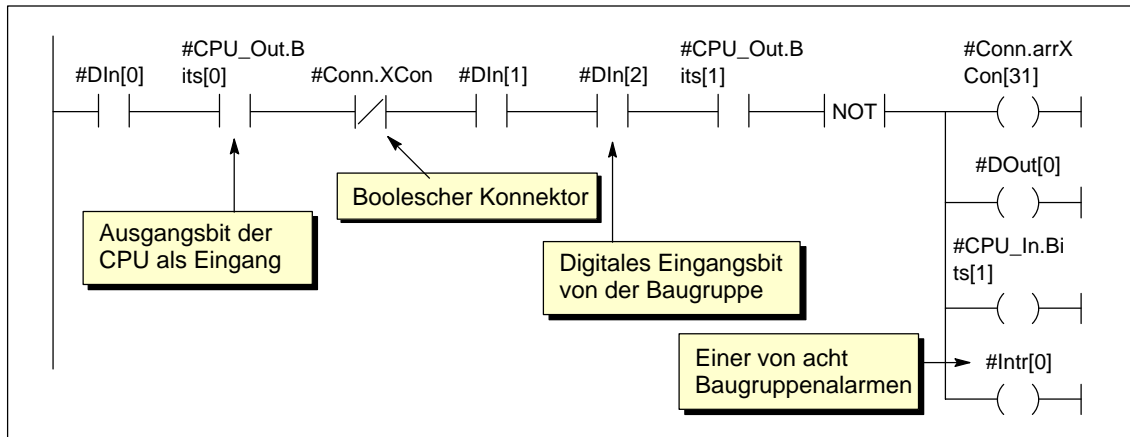 #CPU_Out.B
its[0]
#CPU_Out.B
its[1]
#Conn.arrX
Con[31]
#DIn[0]
#Conn.XCon
#DIn[1]
#DIn[2]
NOT
#DOut[0]
Boolescher Konnektor
Ausgangsbit der
CPU als Eingang
Digitales Eingangsbit
von der Baugruppe
#CPU_In.Bi
ts[1]
Einer von acht
Baugruppenalarmen
#Intr[0]